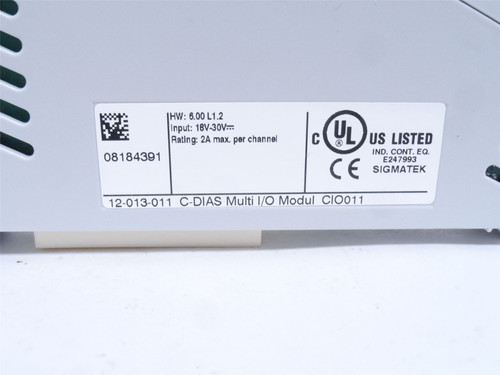 HW: 6.00 L1.2
Input: 18V-30V⎓
Rating: 2A max. per channel
08184391
C UL US LISTED
IND. CONT. EQ.
E247993
CE SIGMATEK
12-013-011 C-DIAS Multi I/O Modul CIO011